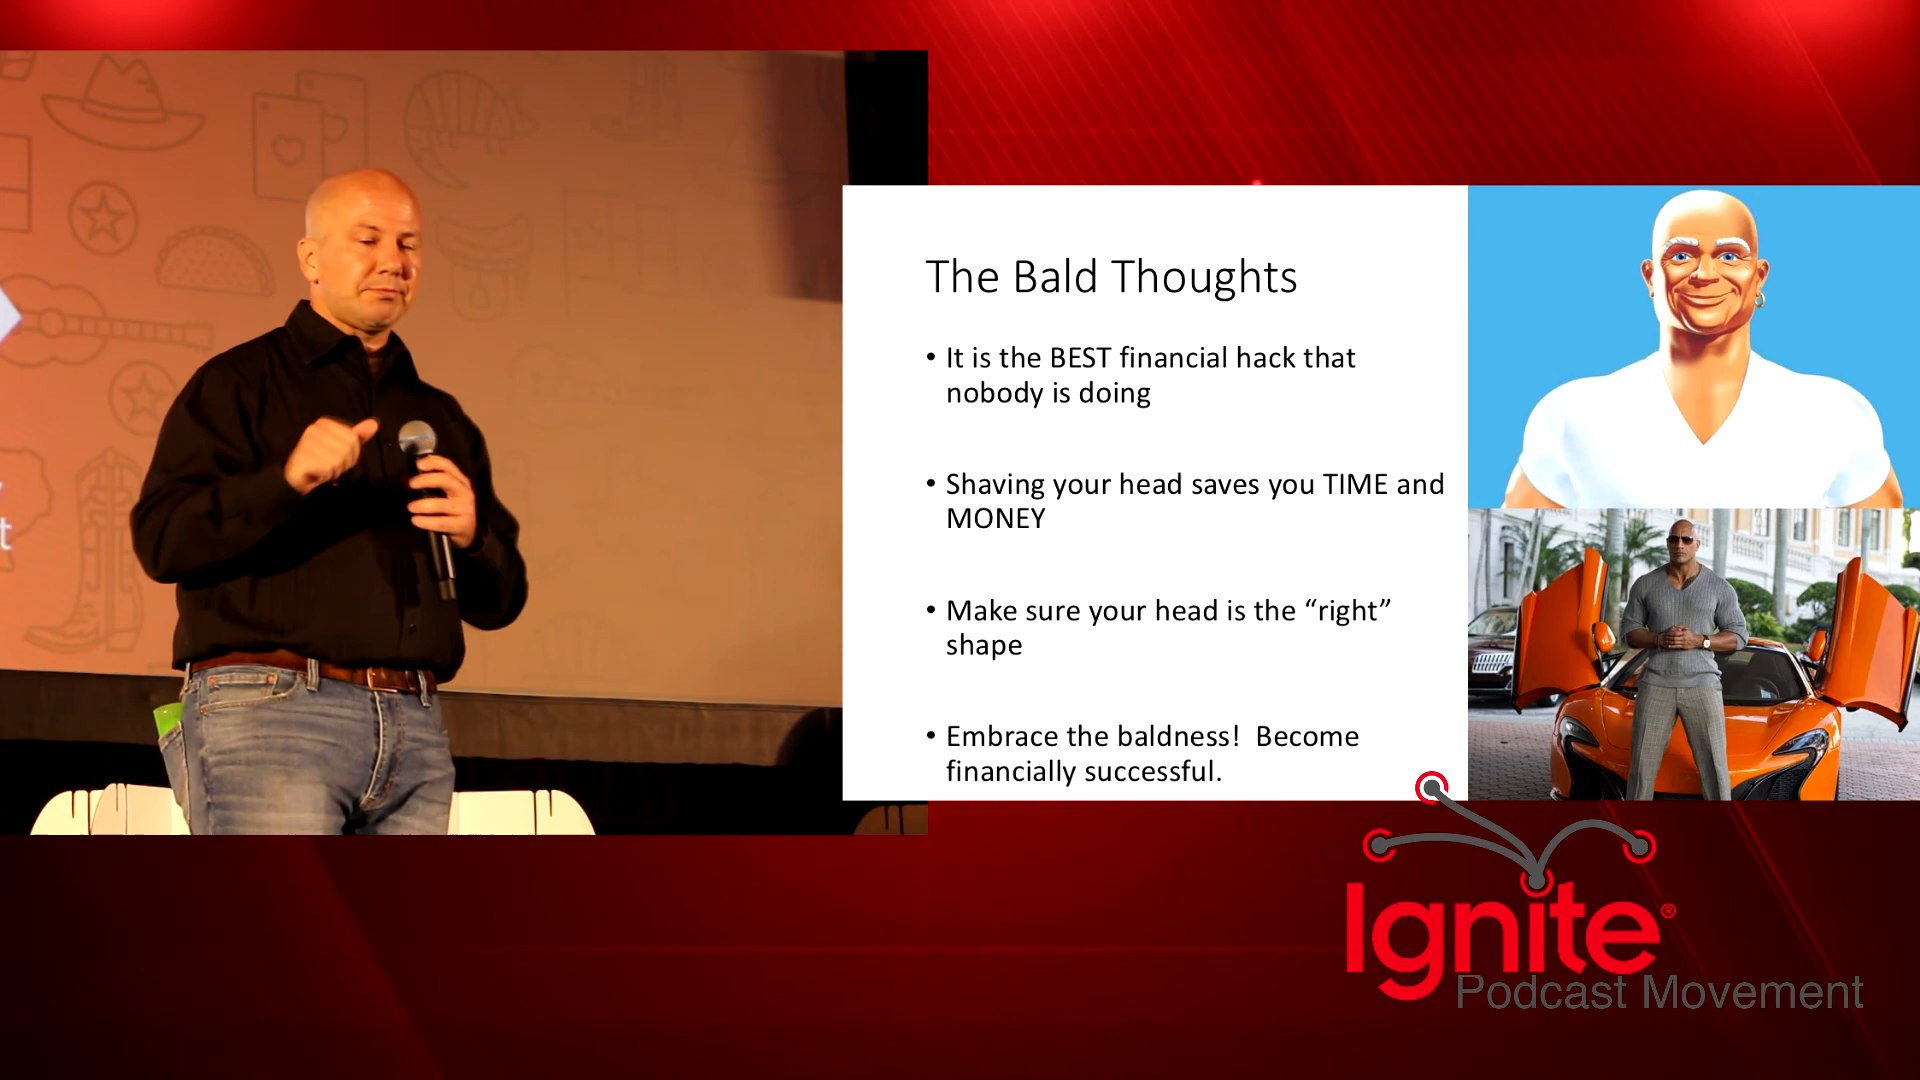 The Bald Thoughts
• It is the BEST financial hack that
nobody is doing
• Shaving your head saves you TIME and
MONEY
• Make sure your head is the “right”
shape
• Embrace the baldness!  Become
financially successful.
Ignite®
Podcast Movement
t